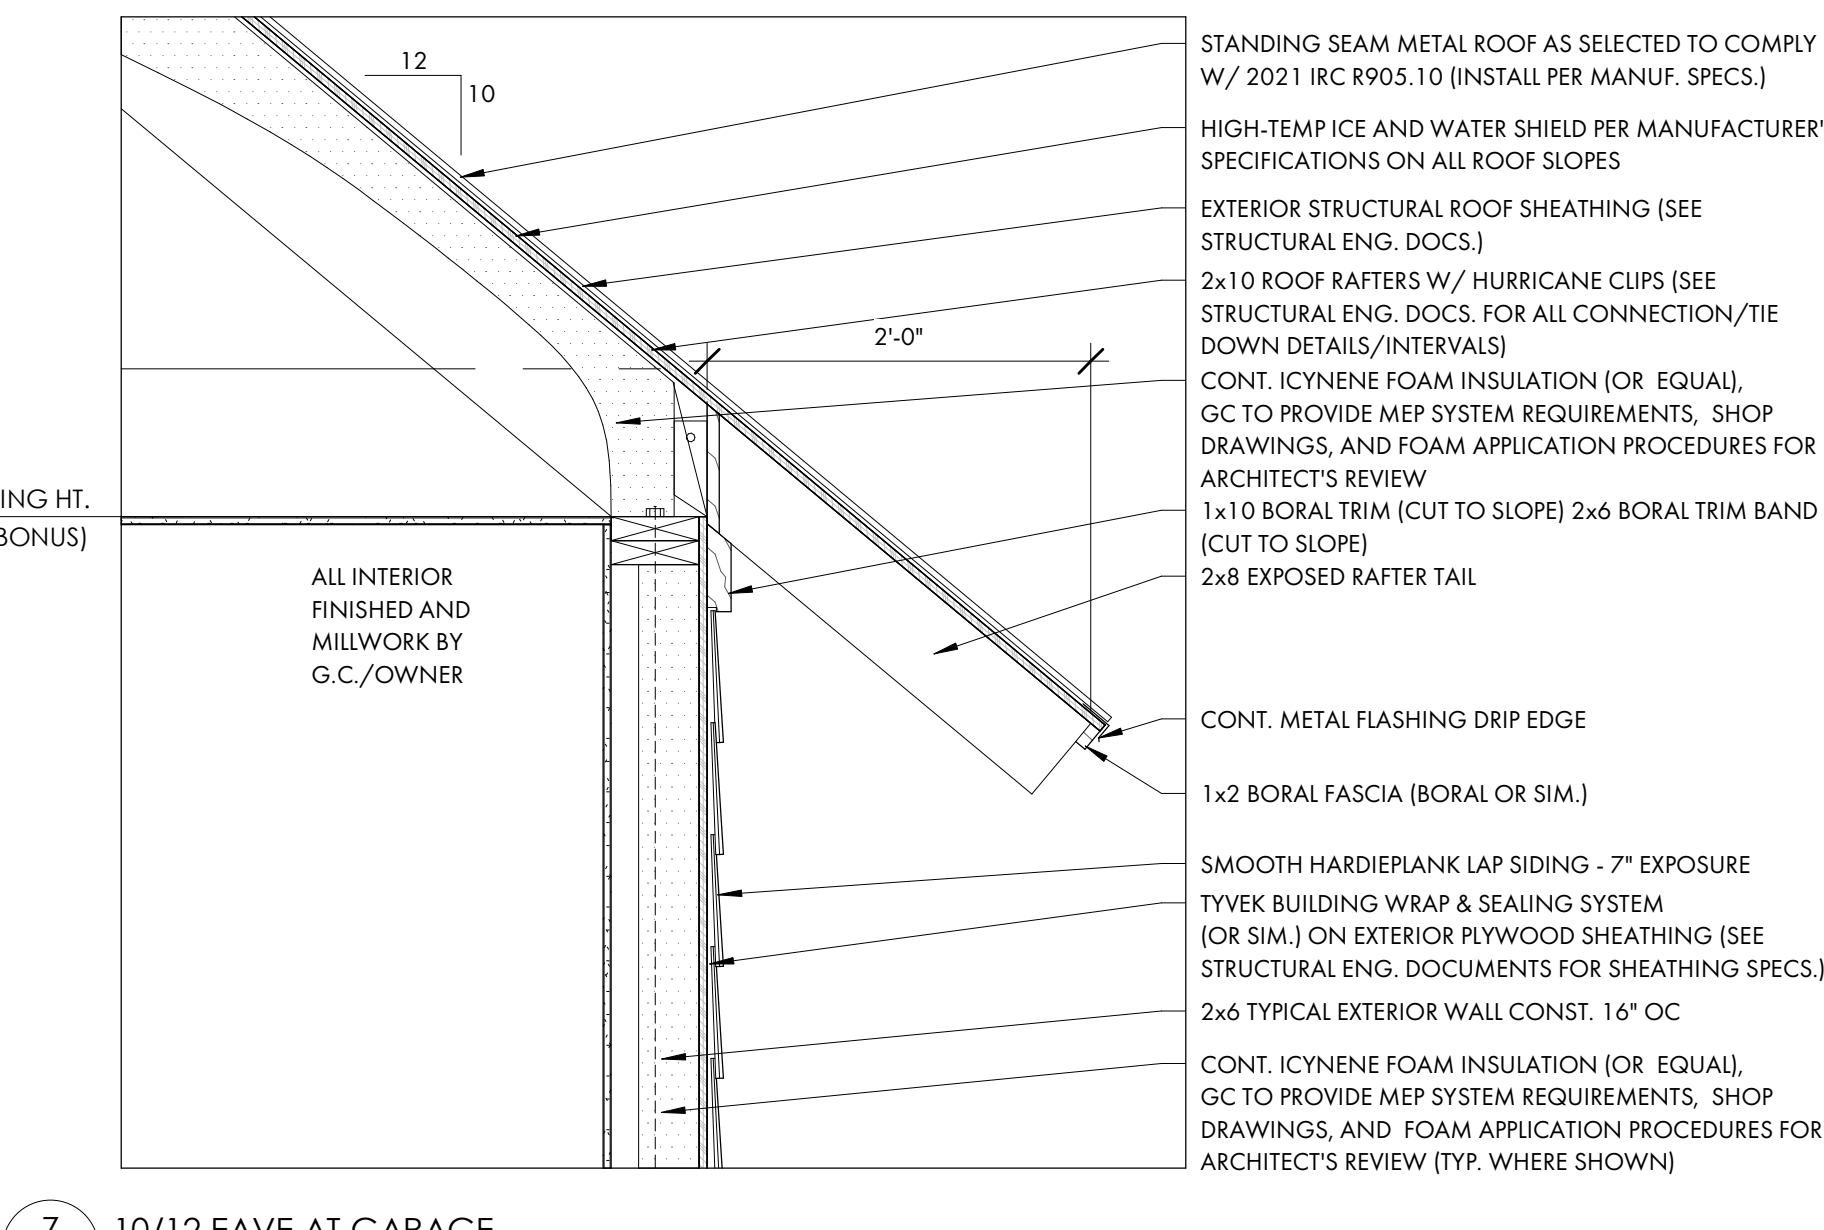 12
10
2'-0"
ING HT.
BONUS)
ALL INTERIOR
FINISHED AND
MILLWORK BY
G.C./OWNER
STANDING SEAM METAL ROOF AS SELECTED TO COMPLY
W/ 2021 IRC R905.10 (INSTALL PER MANUF. SPECS.)
HIGH-TEMP ICE AND WATER SHIELD PER MANUFACTURER'
SPECIFICATIONS ON ALL ROOF SLOPES
EXTERIOR STRUCTURAL ROOF SHEATHING (SEE
STRUCTURAL ENG. DOCS.)
2x10 ROOF RAFTERS W/ HURRICANE CLIPS (SEE
STRUCTURAL ENG. DOCS. FOR ALL CONNECTION/TIE
DOWN DETAILS/INTERVALS)
CONT. ICYNENE FOAM INSULATION (OR EQUAL),
GC TO PROVIDE MEP SYSTEM REQUIREMENTS, SHOP
DRAWINGS, AND FOAM APPLICATION PROCEDURES FOR
ARCHITECT'S REVIEW
1x10 BORAL TRIM (CUT TO SLOPE) 2x6 BORAL TRIM BAND
(CUT TO SLOPE)
2x8 EXPOSED RAFTER TAIL
CONT. METAL FLASHING DRIP EDGE
1x2 BORAL FASCIA (BORAL OR SIM.)
SMOOTH HARDIEPLANK LAP SIDING - 7" EXPOSURE
TYVEK BUILDING WRAP & SEALING SYSTEM
(OR SIM.) ON EXTERIOR PLYWOOD SHEATHING (SEE
STRUCTURAL ENG. DOCUMENTS FOR SHEATHING SPECS.)
2x6 TYPICAL EXTERIOR WALL CONST. 16" OC
CONT. ICYNENE FOAM INSULATION (OR EQUAL),
GC TO PROVIDE MEP SYSTEM REQUIREMENTS, SHOP
DRAWINGS, AND FOAM APPLICATION PROCEDURES FOR
ARCHITECT'S REVIEW (TYP. WHERE SHOWN)
7
10/12 EAVE AT GARAGE